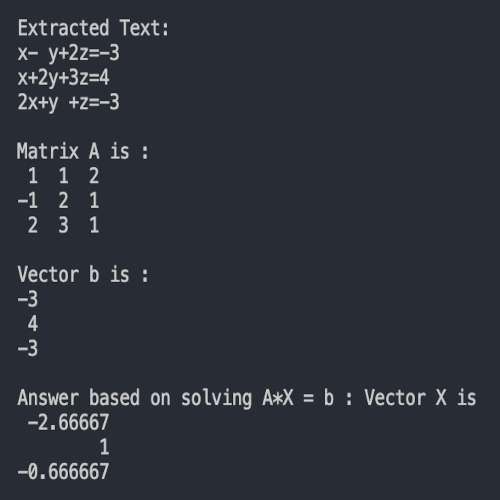 Extracted Text:
x- y+2z=-3
x+2y+3z=4
2x+y +z=-3
Matrix A is :
1 1 2
-1 2 1
2 3 1
Vector b is :
-3
4
-3
Answer based on solving A*X = b : Vector X is
-2.66667
1
-0.666667